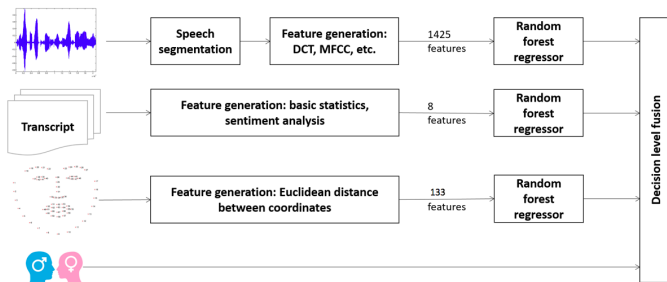 Speech
segmentation
Feature generation:
DCT, MFCC, etc.
1425
features
Random
forest
regressor
Transcript
Feature generation: basic statistics,
sentiment analysis
8
features
Random
forest
regressor
Feature generation: Euclidean distance
between coordinates
133
features
Random
forest
regressor
Decision level fusion